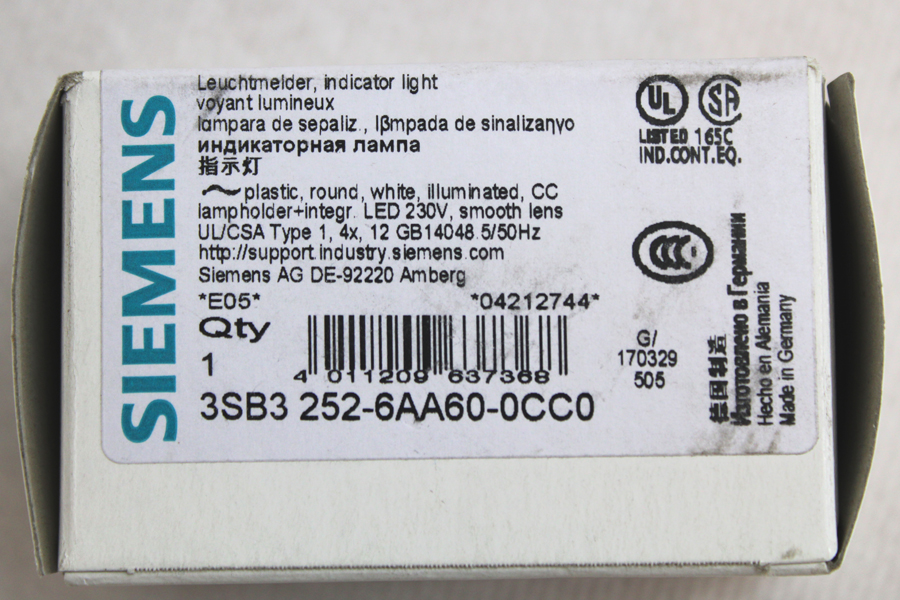 SIEMENS
Leuchtmelder, indicator light
voyant lumineux
lámpara de sepaliz., lβmpada de sinalizaηνο
индикаторная лампа
指示灯
~plastic, round, white, illuminated, CC
lampholder+integr. LED 230V, smooth lens
UL/CSA Type 1, 4x, 12 GB14048.5/50Hz
http://support.industry.siemens.com
Siemens AG DE-92220 Amberg
*E05* *04212744*
Qty
1
4 011209 637368
3SB3 252-6AA60-0CC0
UL SA
LISTED 165C
IND.CONT.EQ.
CCC
G/
170329
505
德国制造
Изготовлено в Германии
Hecho en Alemania
Made in Germany